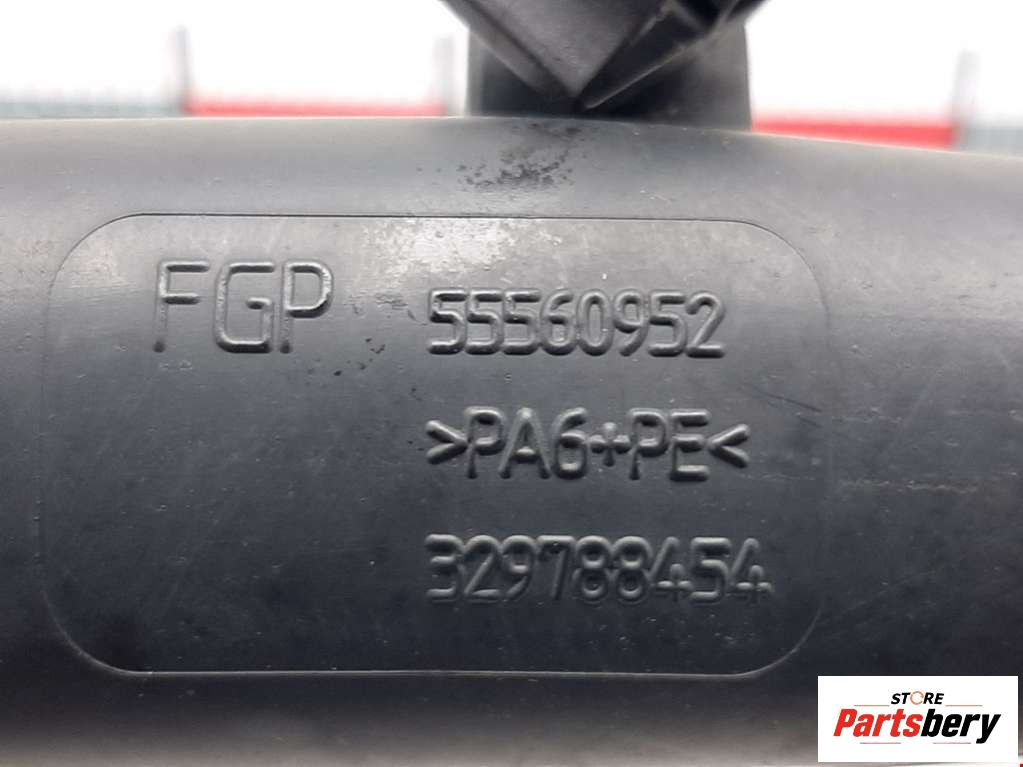 FGP 55560952
>PA6+PE<
329788454
STORE
Partsbery